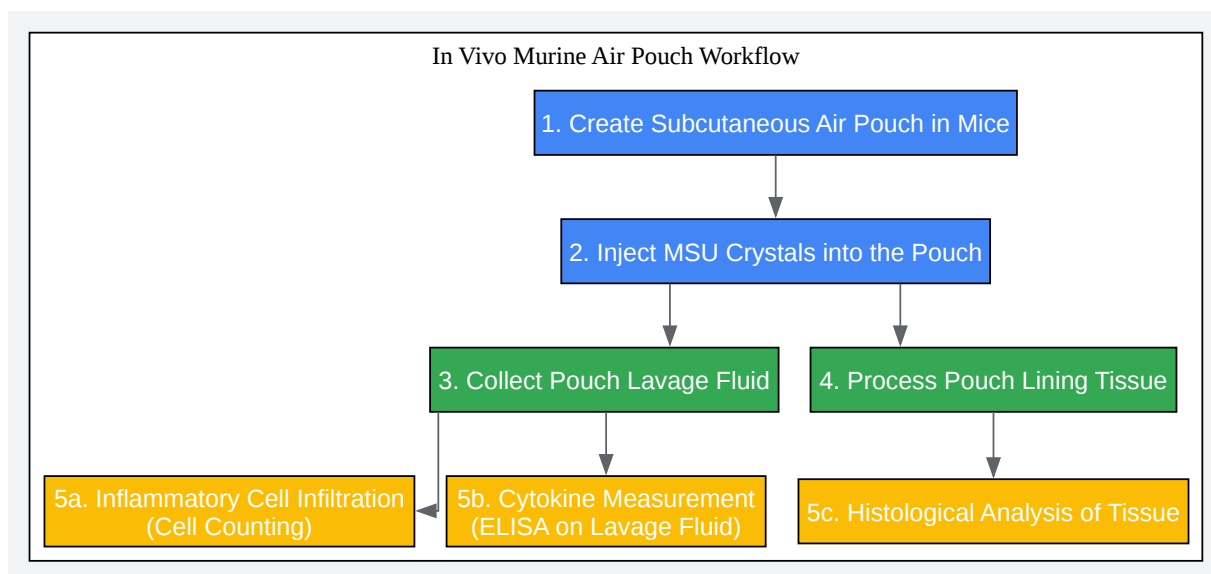 In Vivo Murine Air Pouch Workflow
1. Create Subcutaneous Air Pouch in Mice
2. Inject MSU Crystals into the Pouch
3. Collect Pouch Lavage Fluid
4. Process Pouch Lining Tissue
5a. Inflammatory Cell Infiltration
(Cell Counting)
5b. Cytokine Measurement
(ELISA on Lavage Fluid)
5c. Histological Analysis of Tissue